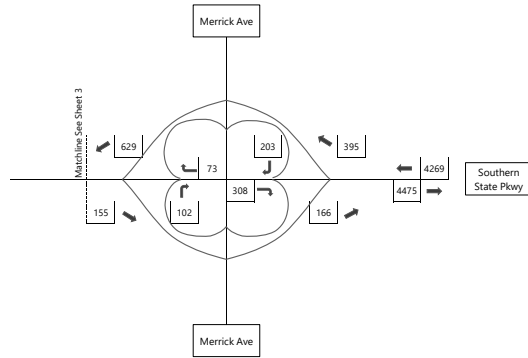 Merrick Ave
Matchline See Sheet 3
629
203
395
73
4269
Southern
State Pkwy
308
4475
155
102
166
Merrick Ave